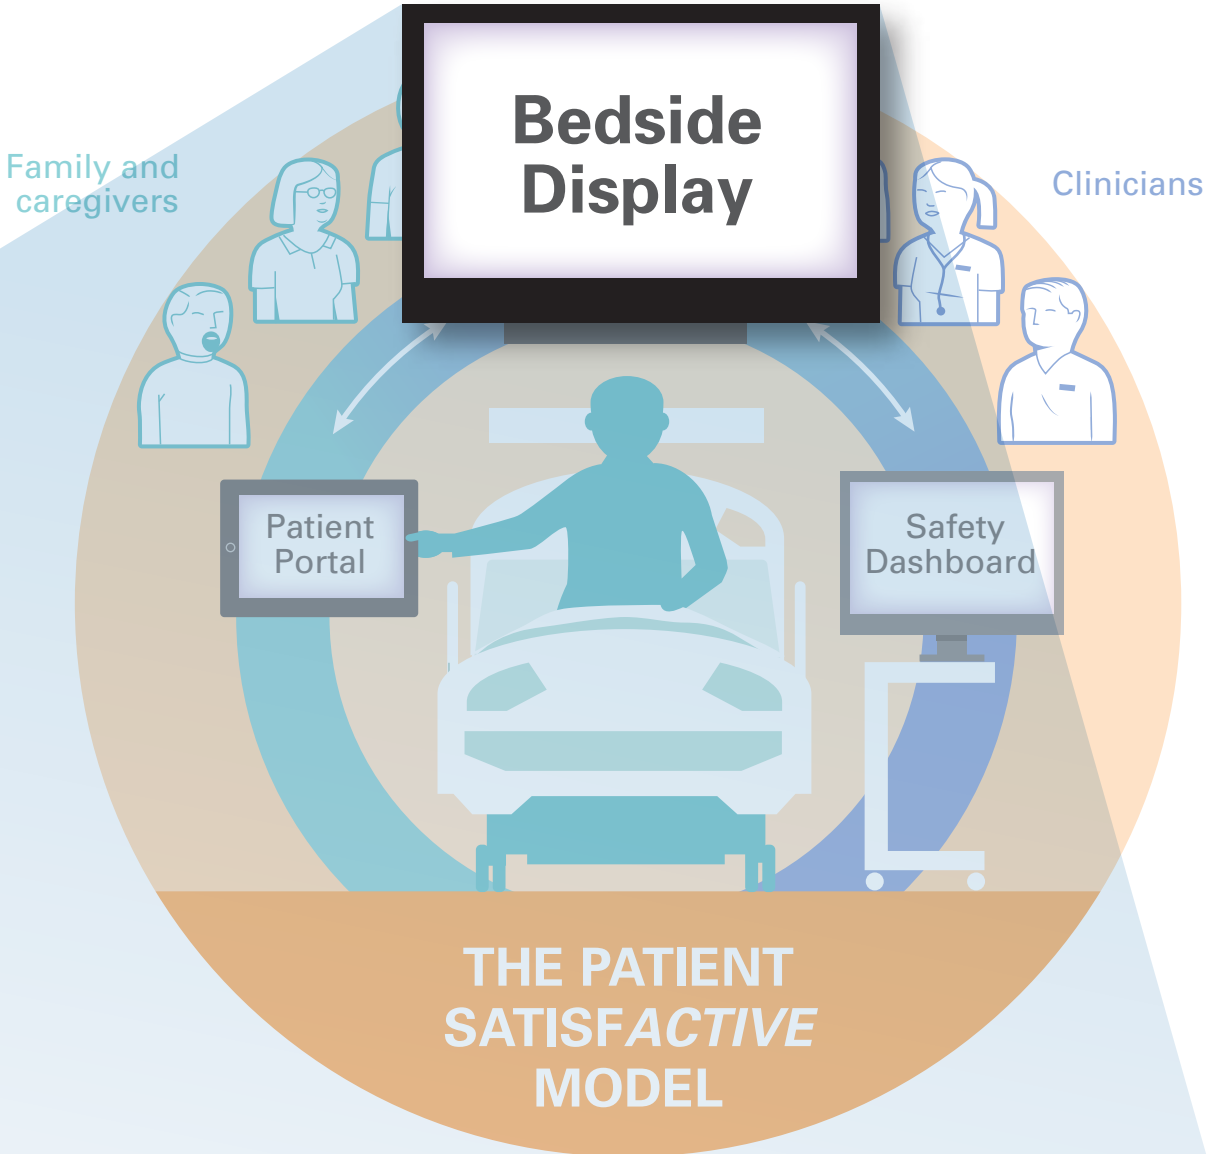 Bedside
Display
Family and
caregivers
Clinicians
Patient
Portal
Safety
Dashboard
THE PATIENT
SATISFACTIVE
MODEL